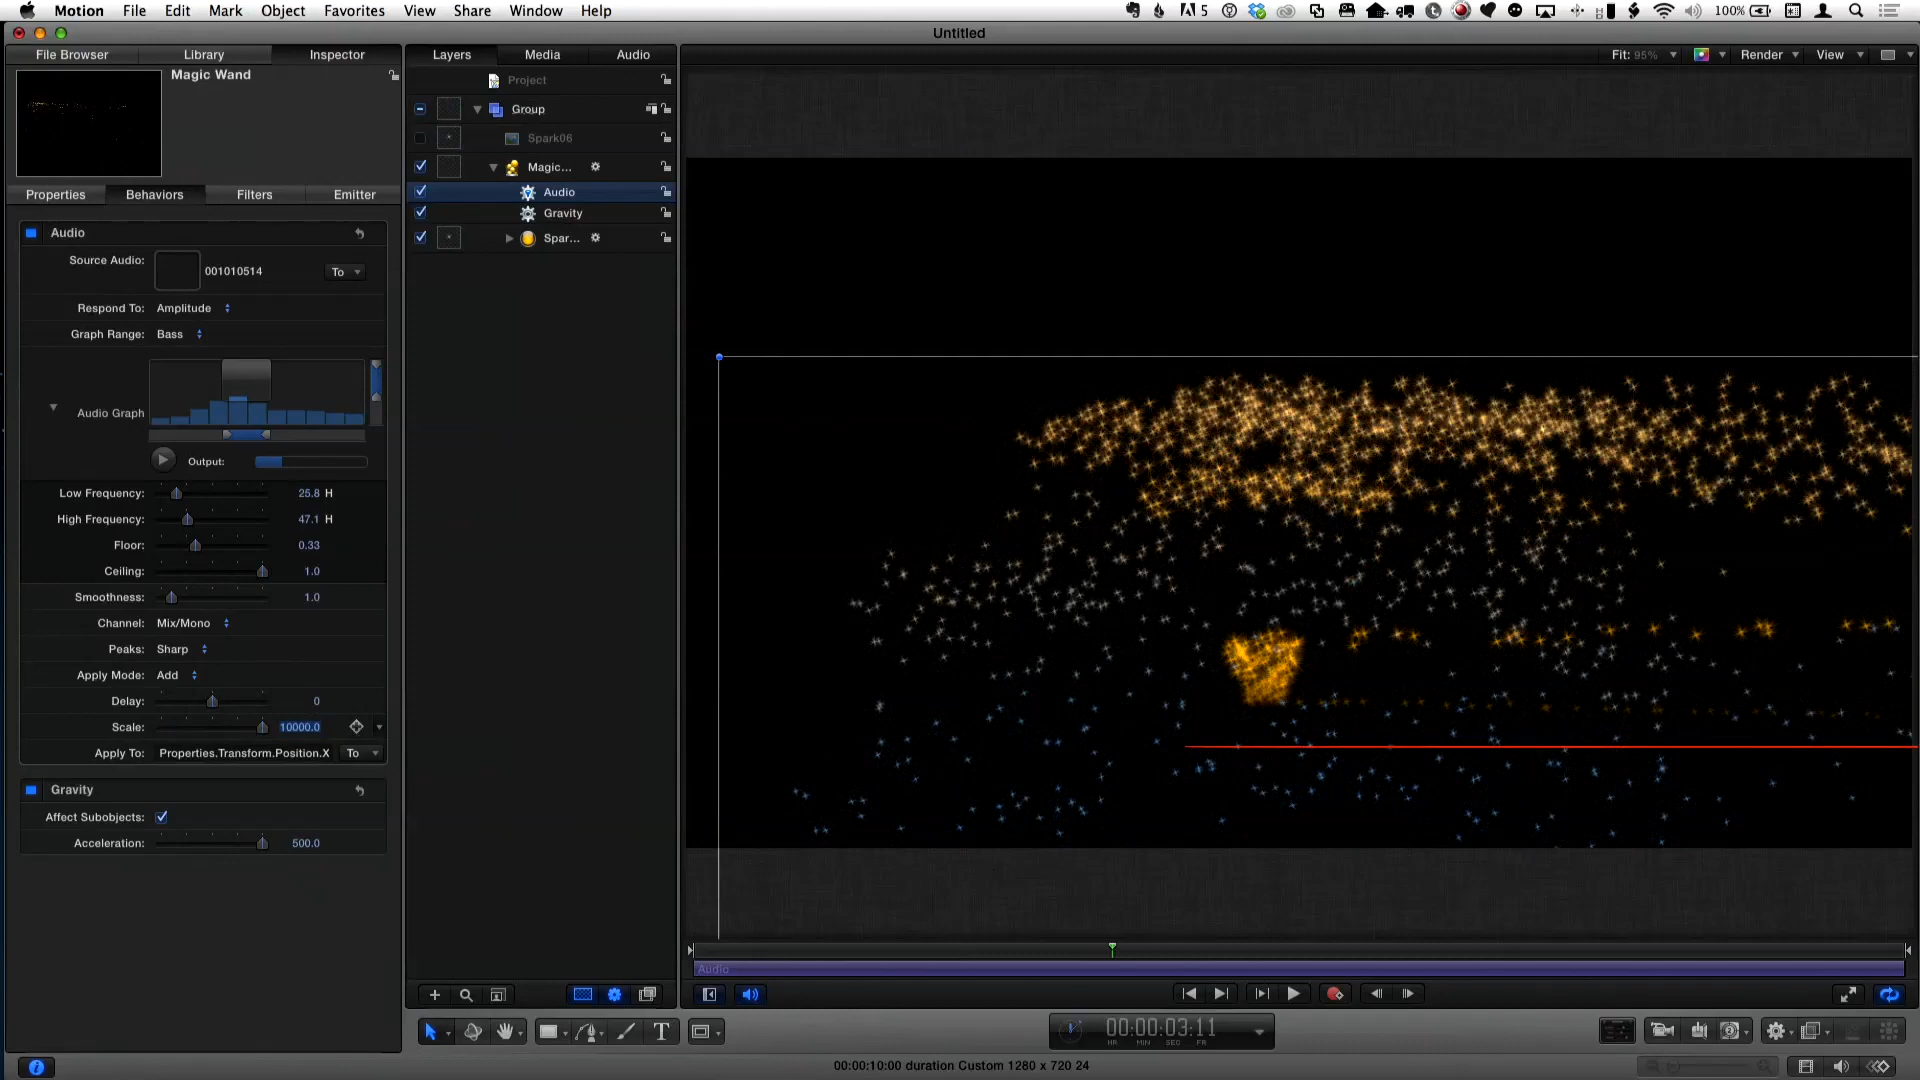 Motion File Edit Mark Object Favorites View Share Window Help
5 100%
Untitled
File Browser Library Inspector
Layers Media Audio
Fit: 95% Render View
Magic Wand
Project
Group
Spark06
Magic...
Audio
Gravity
Spar...
Properties Behaviors Filters Emitter
Audio
Source Audio: 001010514 To
Respond To: Amplitude
Graph Range: Bass
Audio Graph
Output:
Low Frequency: 25.8 H
High Frequency: 47.1 H
Floor: 0.33
Ceiling: 1.0
Smoothness: 1.0
Channel: Mix/Mono
Peaks: Sharp
Apply Mode: Add
Delay: 0
Scale: 10000.0
Apply To: Properties.Transform.Position.X To
Gravity
Affect Subobjects:
Acceleration: 500.0
Audio
T
00:00:03:11
HR MIN SEC FR
00:00:10:00 duration Custom 1280 x 720 24